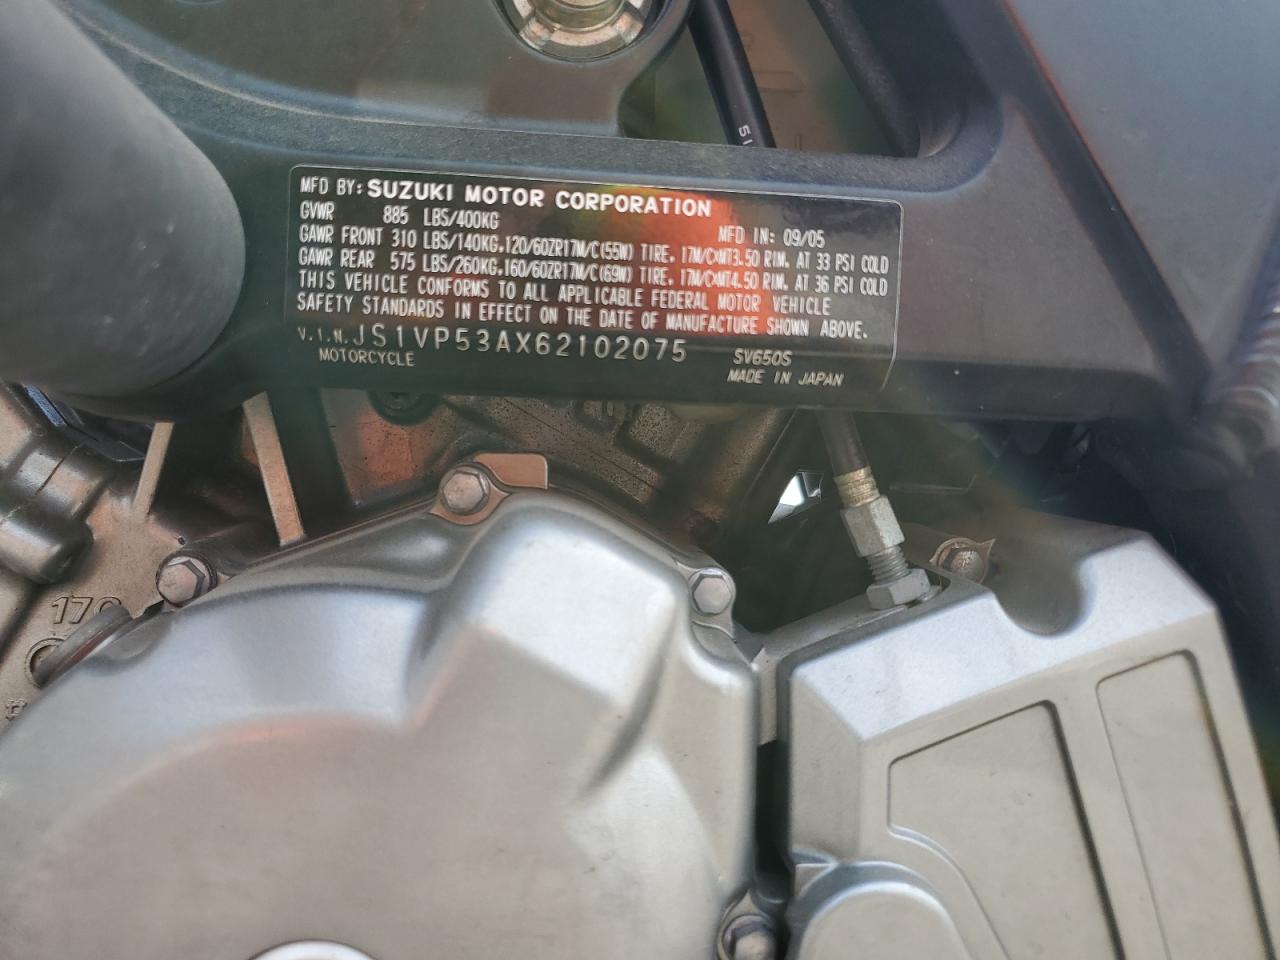 MFD BY: SUZUKI MOTOR CORPORATION
GVWR 885 LBS/400KG MFD IN: 09/05
GAWR FRONT 310 LBS/140KG,120/60ZR17M/C(55W) TIRE, 17M/C×MT3.50 RIM, AT 33 PSI COLD
GAWR REAR 575 LBS/260KG,160/60ZR17M/C(69W) TIRE, 17M/C×MT4.50 RIM, AT 36 PSI COLD
THIS VEHICLE CONFORMS TO ALL APPLICABLE FEDERAL MOTOR VEHICLE
SAFETY STANDARDS IN EFFECT ON THE DATE OF MANUFACTURE SHOWN ABOVE.
V.I.N. JS1VP53AX62102075 SV650S
MOTORCYCLE MADE IN JAPAN